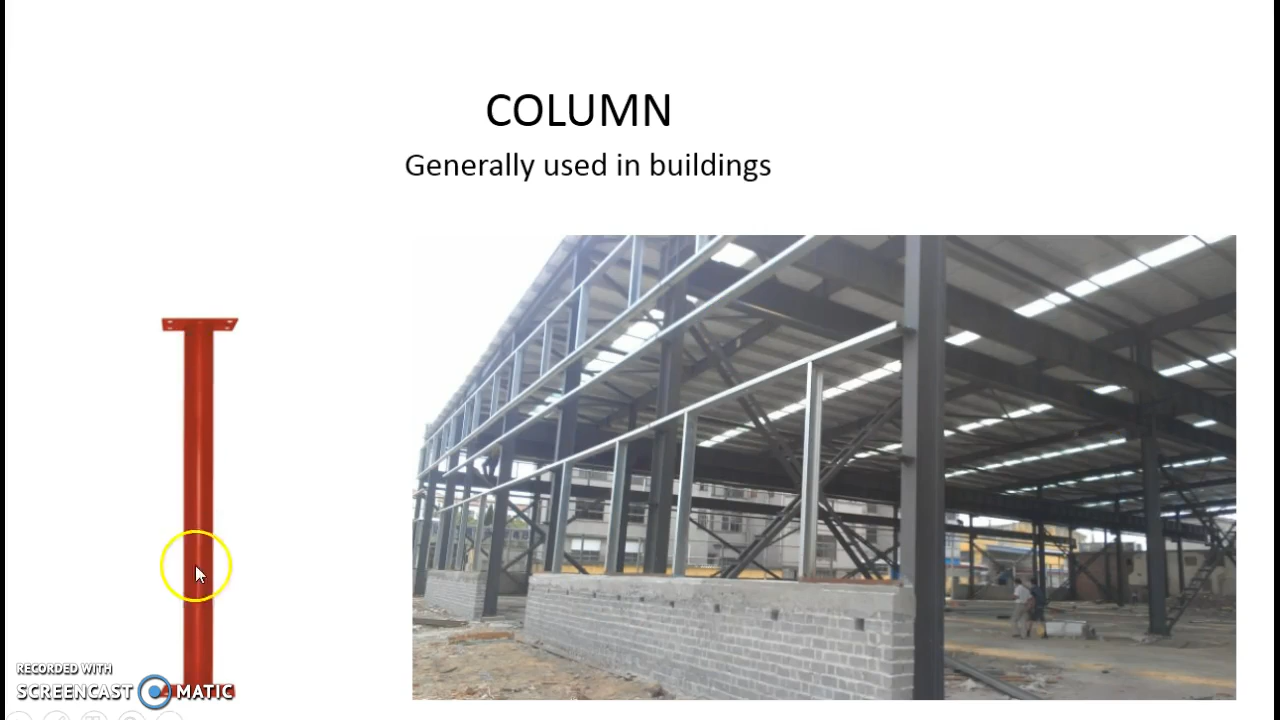 COLUMN
Generally used in buildings
RECORDED WITH
SCREENCAST MATIC